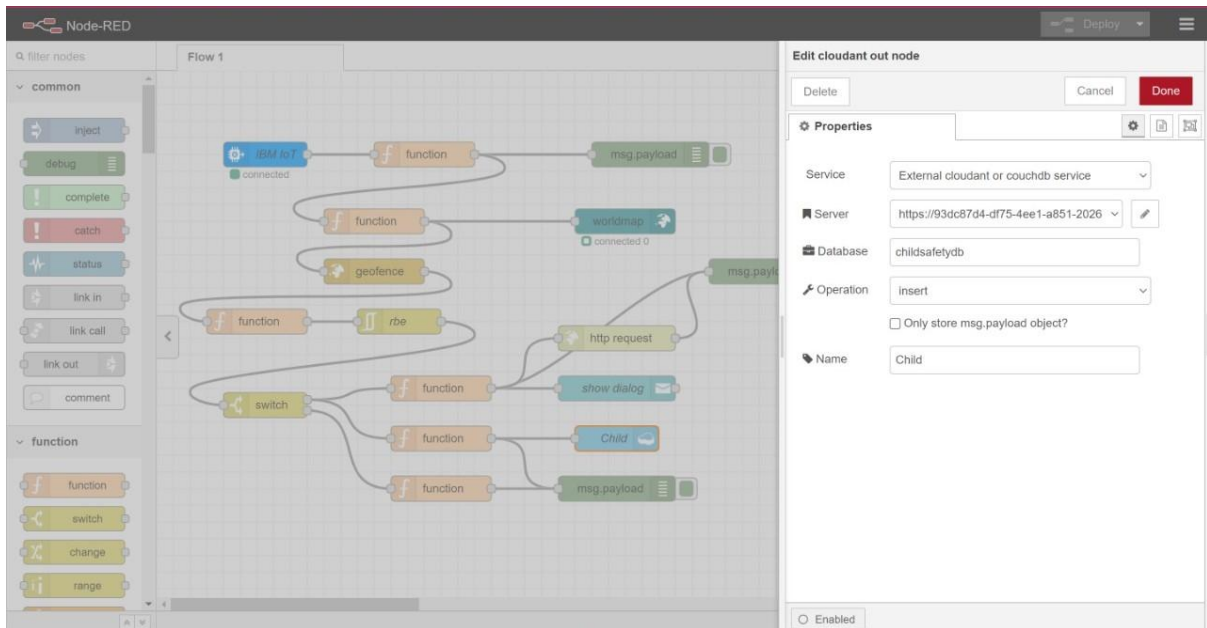 Node-RED
Deploy
filter nodes
Flow 1
Edit cloudant out node
common
Delete
Cancel
Done
inject
Properties
debug
IBM IoT
function
msg.payload
connected
complete
Service
External cloudant or couchdb service
catch
function
worldmap
Server
https://93dc87d4-df75-4ee1-a851-2026
connected 0
status
geofence
Database
childsafetydb
link in
Operation
insert
function
rbe
link call
http request
Only store msg.payload object?
link out
Name
Child
function
show dialog
comment
switch
function
function
Child
function
function
msg.payload
switch
change
range
Enabled